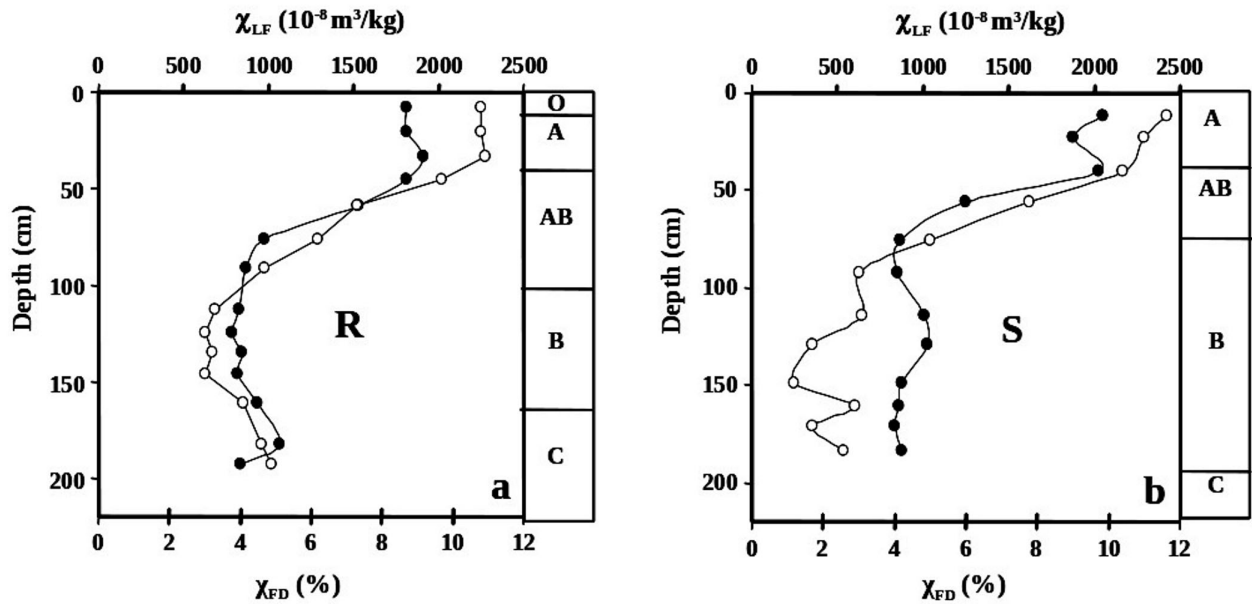 χLF (10-8 m3/kg)
0 500 1000 1500 2000 2500
0
50
100
150
200
Depth (cm)
O
A
AB
B
C
R
a
0 2 4 6 8 10 12
χFD (%)
χLF (10-8 m3/kg)
0 500 1000 1500 2000 2500
0
50
100
150
200
Depth (cm)
A
AB
B
C
S
b
0 2 4 6 8 10 12
χFD (%)